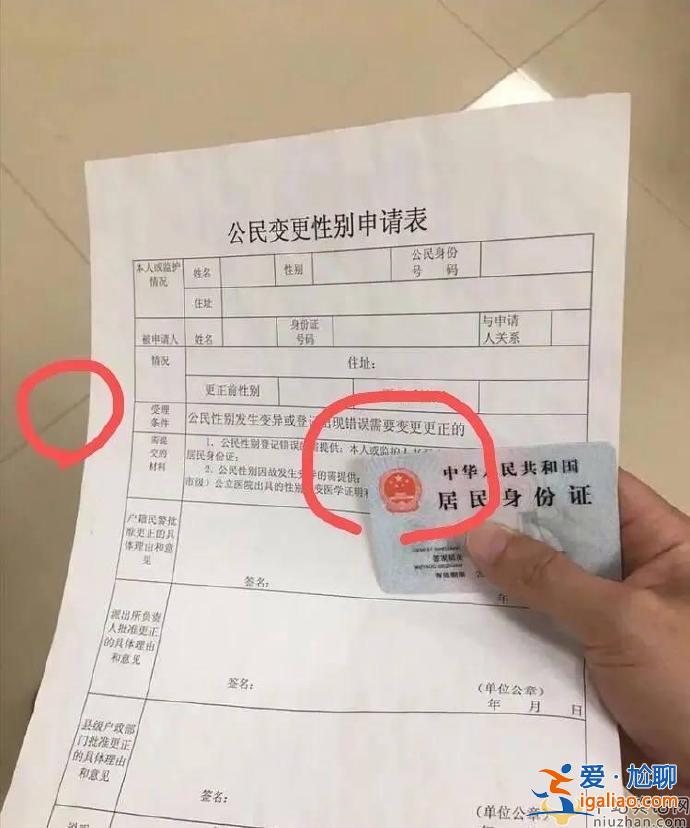 公民变更性别申请表
本人或监护
情况
姓名
性别
公民身份
号 码
住址
被申请人
情况
姓名
身份证
号码
与申请
人关系
住址：
更正前性别
受理
条件
公民性别发生变异或登记出现错误需要变更更正的
需提
交的
材料
1、公民性别登记错误的需提供：本人或监护人
居民身份证；
2、公民性别因故发生变异的需提供：
市级）公立医院出具的性别
变医学证明
中华人民共和国
居民身份证
签发机关
有效期限
户籍民警批
准更正的具
体理由和意
见
签名：
年
派出所负责
人批准更正
的具体理由
和意见
签名：
（单位公章）
年 月 日
县级户政部
门批准更正
的具体理由
和意见
签名：
（单位公章）
年
说明
爱·尬聊
igaliao.com
niuzhan.com